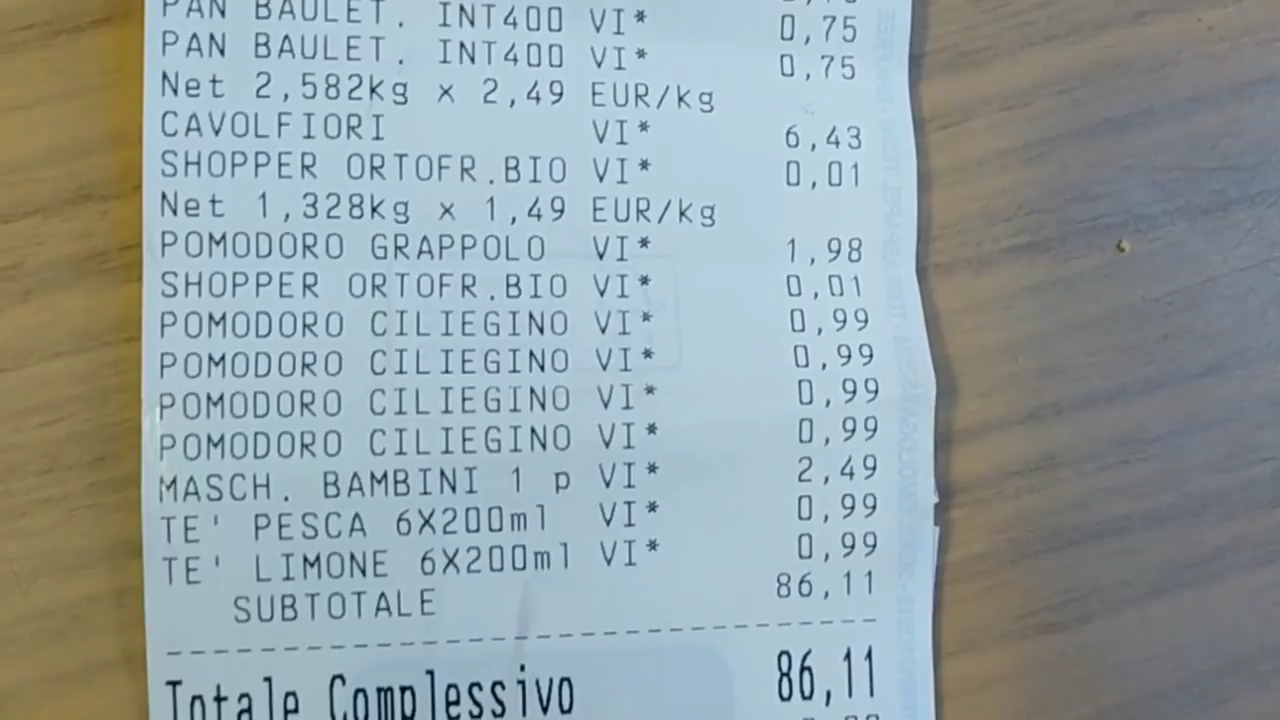 PAN BAULET. INT400 VI*
PAN BAULET. INT400 VI* 0,75
Net 2,582kg x 2,49 EUR/kg 0,75
CAVOLFIORI VI* 6,43
SHOPPER ORTOFR.BIO VI* 0,01
Net 1,328kg x 1,49 EUR/kg
POMODORO GRAPPOLO VI* 1,98
SHOPPER ORTOFR.BIO VI* 0,01
POMODORO CILIEGINO VI* 0,99
POMODORO CILIEGINO VI* 0,99
POMODORO CILIEGINO VI* 0,99
POMODORO CILIEGINO VI* 0,99
MASCH. BAMBINI 1 p VI* 2,49
TE' PESCA 6X200ml VI* 0,99
TE' LIMONE 6X200ml VI* 0,99
SUBTOTALE 86,11
Totale Complessivo 86,11